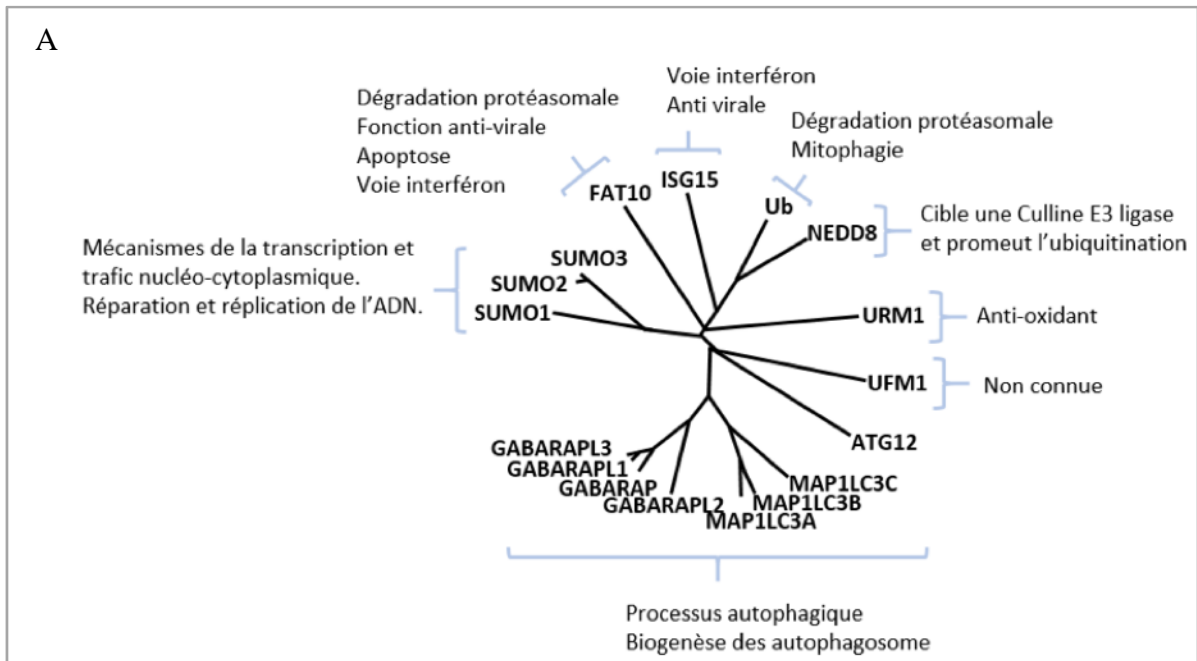 A
Voie interféron
Anti virale
Dégradation protéasomale
Fonction anti-virale
Apoptose
Voie interféron
Dégradation protéasomale
Mitophagie
ISG15
FAT10
Ub
NEDD8
Cible une Culline E3 ligase
et promeut l'ubiquitination
Mécanismes de la transcription et
trafic nucléo-cytoplasmique.
Réparation et réplication de l'ADN.
SUMO3
SUMO2
SUMO1
URM1
Anti-oxidant
UFM1
Non connue
ATG12
GABARAPL3
GABARAPL1
GABARAP
GABARAPL2
MAP1LC3C
MAP1LC3B
MAP1LC3A
Processus autophagique
Biogenèse des autophagosome